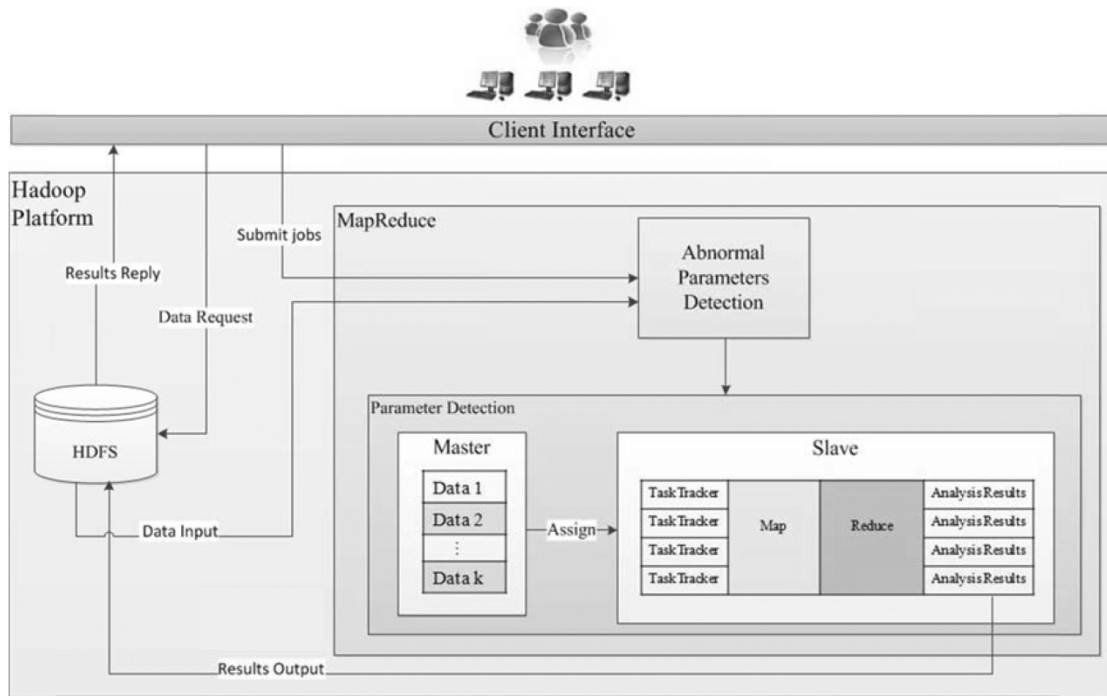 Client Interface
Hadoop
Platform
MapReduce
Submit jobs
Abnormal
Parameters
Detection
Results Reply
Data Request
HDFS
Parameter Detection
Master
Data 1
Data 2
⋮
Data k
Assign
Slave
TaskTracker
TaskTracker
TaskTracker
TaskTracker
Map
Reduce
Analysis Results
Analysis Results
Analysis Results
Analysis Results
Data Input
Results Output